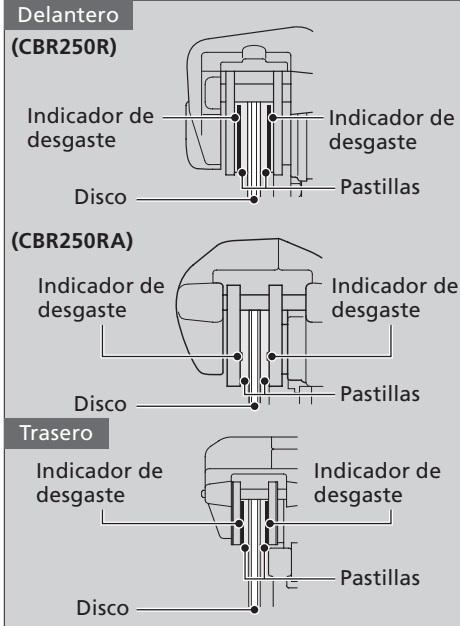 Delantero
(CBR250R)
Indicador de
desgaste
Indicador de
desgaste
Pastillas
Disco
(CBR250RA)
Indicador de
desgaste
Indicador de
desgaste
Pastillas
Disco
Trasero
Indicador de
desgaste
Indicador de
desgaste
Pastillas
Disco